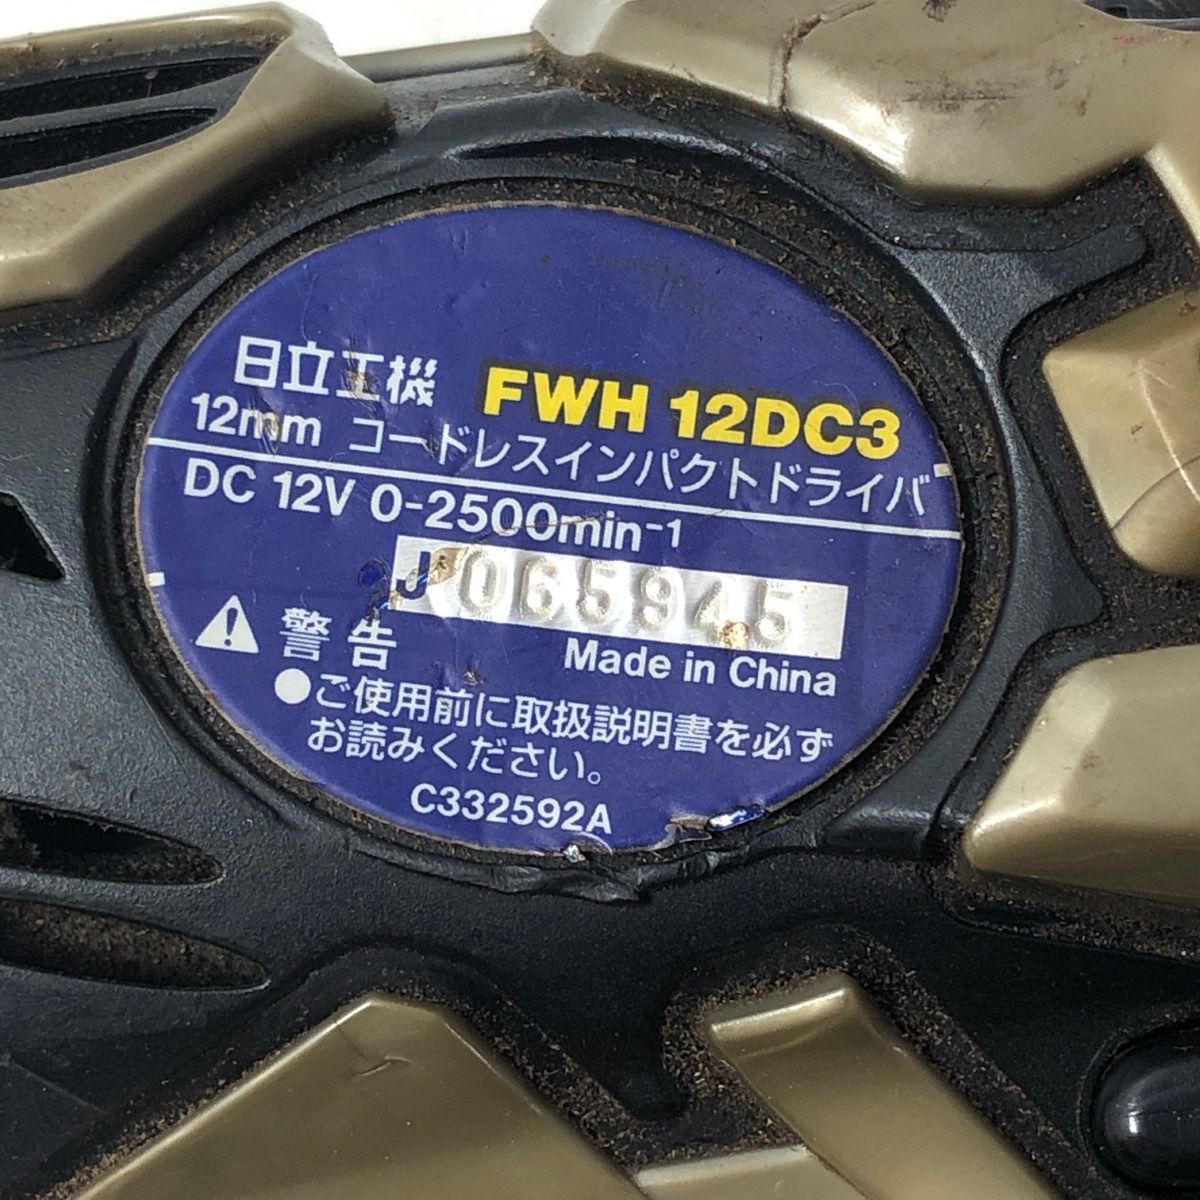 日立工機 FWH 12DC3
12mm コードレスインパクトドライバ
DC 12V 0-2500min⁻¹
J 065945
Made in China
⚠ 警告
●ご使用前に取扱説明書を必ず
お読みください。
C332592A